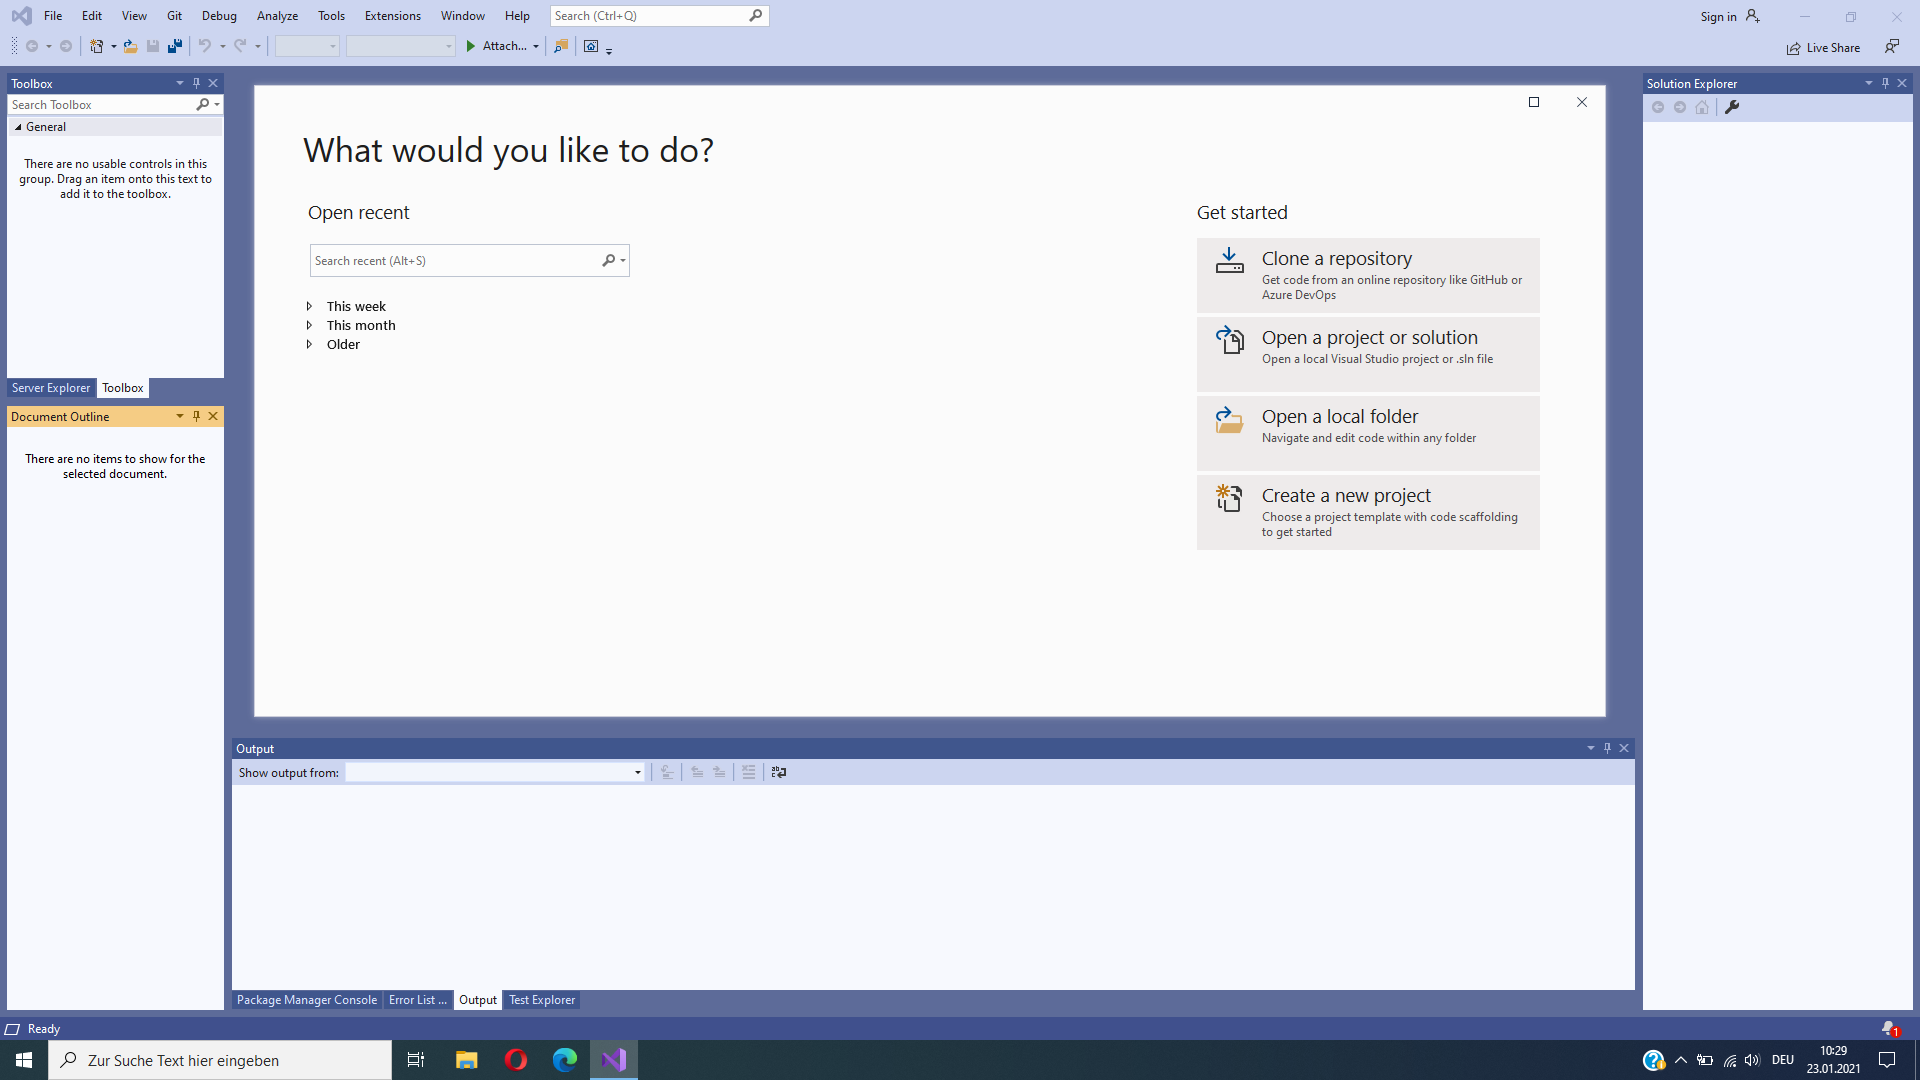 File Edit View Git Debug Analyze Tools Extensions Window Help Search (Ctrl+Q) Sign in
Attach... Live Share
Toolbox
Search Toolbox
General
There are no usable controls in this
group. Drag an item onto this text to
add it to the toolbox.
Server Explorer Toolbox
Document Outline
There are no items to show for the
selected document.
What would you like to do?
Open recent
Search recent (Alt+S)
This week
This month
Older
Get started
Clone a repository
Get code from an online repository like GitHub or
Azure DevOps
Open a project or solution
Open a local Visual Studio project or .sln file
Open a local folder
Navigate and edit code within any folder
Create a new project
Choose a project template with code scaffolding
to get started
Solution Explorer
Output
Show output from:
Package Manager Console Error List ... Output Test Explorer
Ready
1
Zur Suche Text hier eingeben
DEU
10:29
23.01.2021